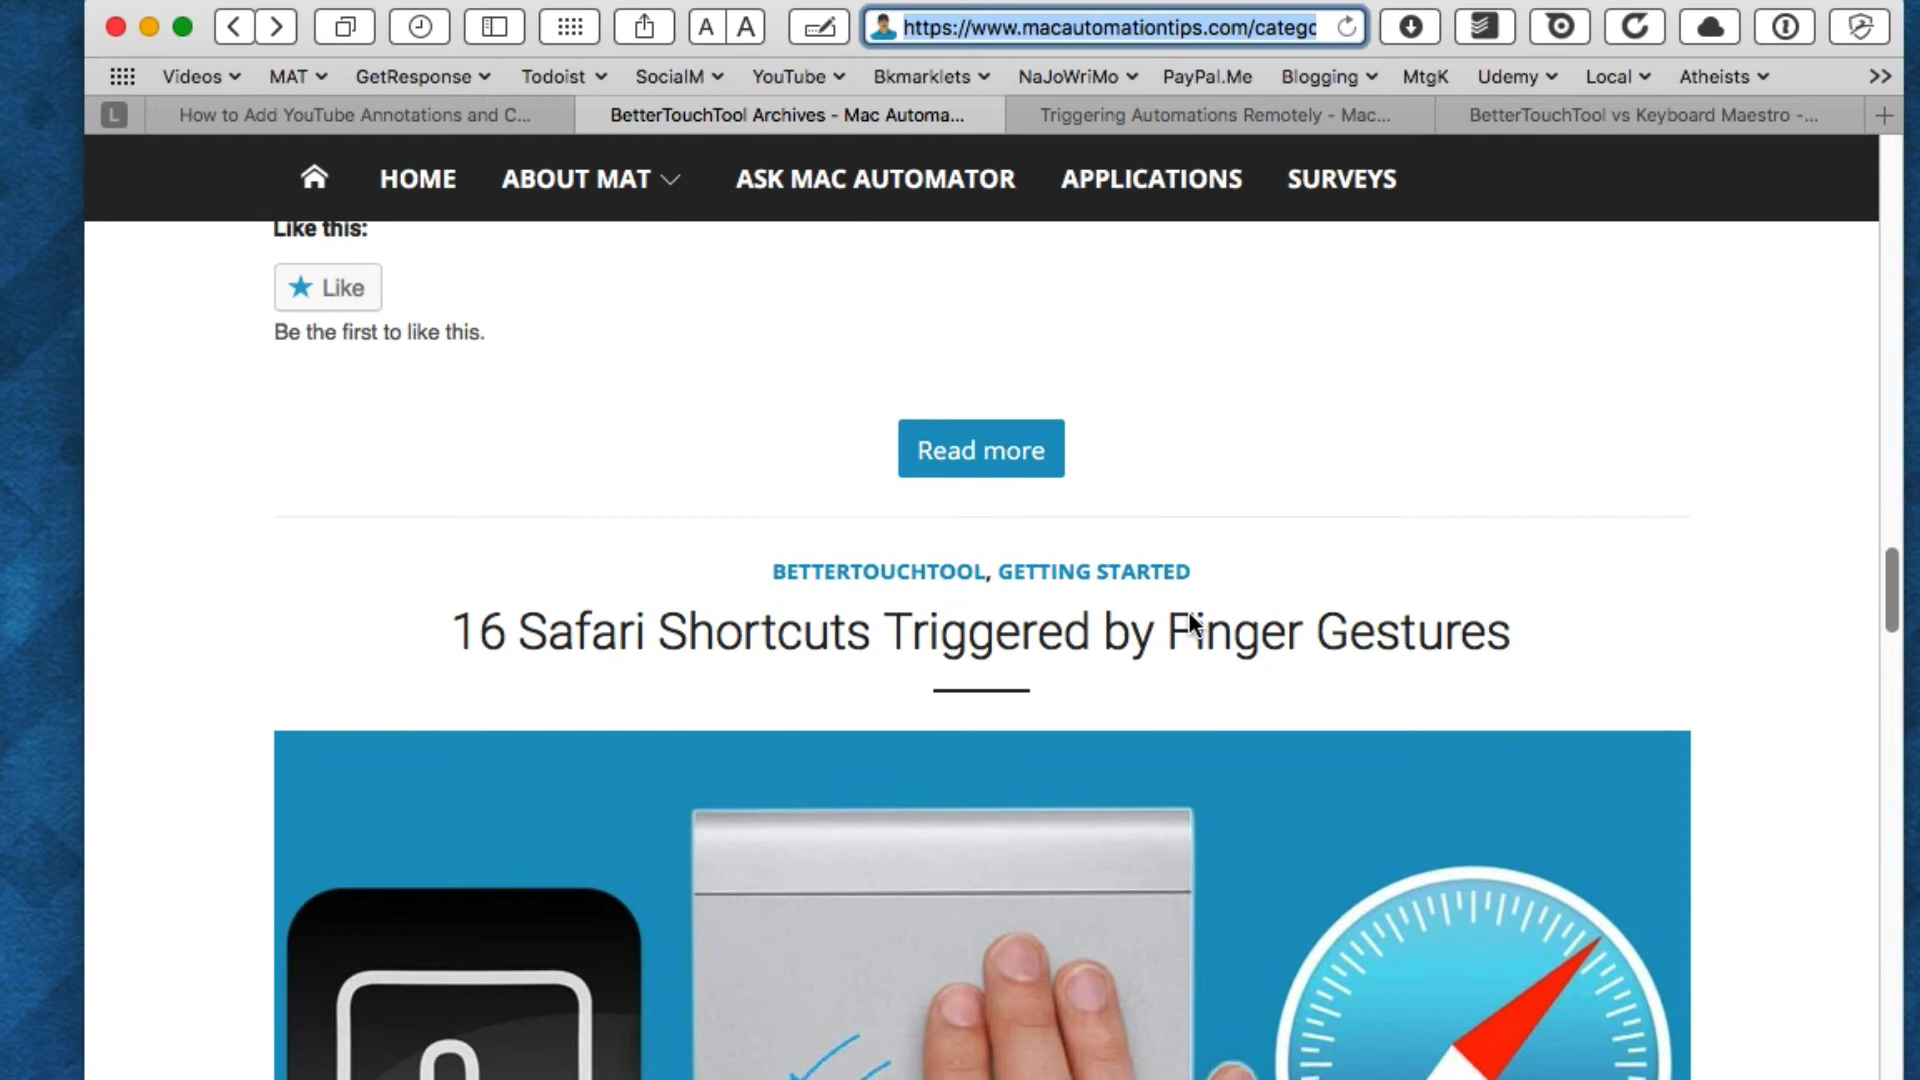 A A https://www.macautomationtips.com/catego
Videos MAT GetResponse Todoist SocialM YouTube Bkmarklets NaJoWriMo PayPal.Me Blogging MtgK Udemy Local Atheists >>
L How to Add YouTube Annotations and C... BetterTouchTool Archives - Mac Automa... Triggering Automations Remotely - Mac... BetterTouchTool vs Keyboard Maestro -... +
HOME ABOUT MAT ASK MAC AUTOMATOR APPLICATIONS SURVEYS
Like this:
Like
Be the first to like this.
Read more
BETTERTOUCHTOOL, GETTING STARTED
16 Safari Shortcuts Triggered by Finger Gestures